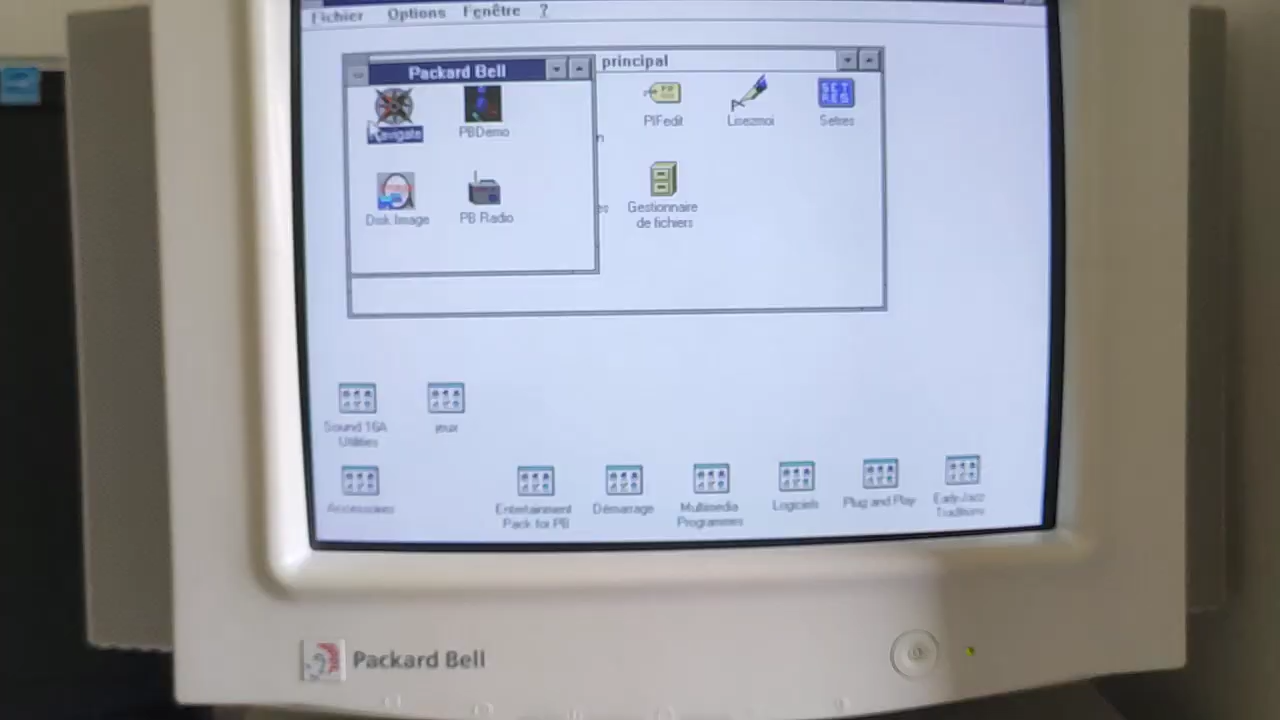 Fichier Options Fenêtre ?
Packard Bell
principal
Navigate
PBDemo
PIFedit
Lisezmoi
Setres
Disk Image
PB Radio
Gestionnaire
de fichiers
Sound 16A
Utilities
jeux
Accessoires
Entertainment
Pack for PB
Démarrage
Multimedia
Programmes
Logiciels
Plug and Play
Early-Jazz
Traditions
Packard Bell